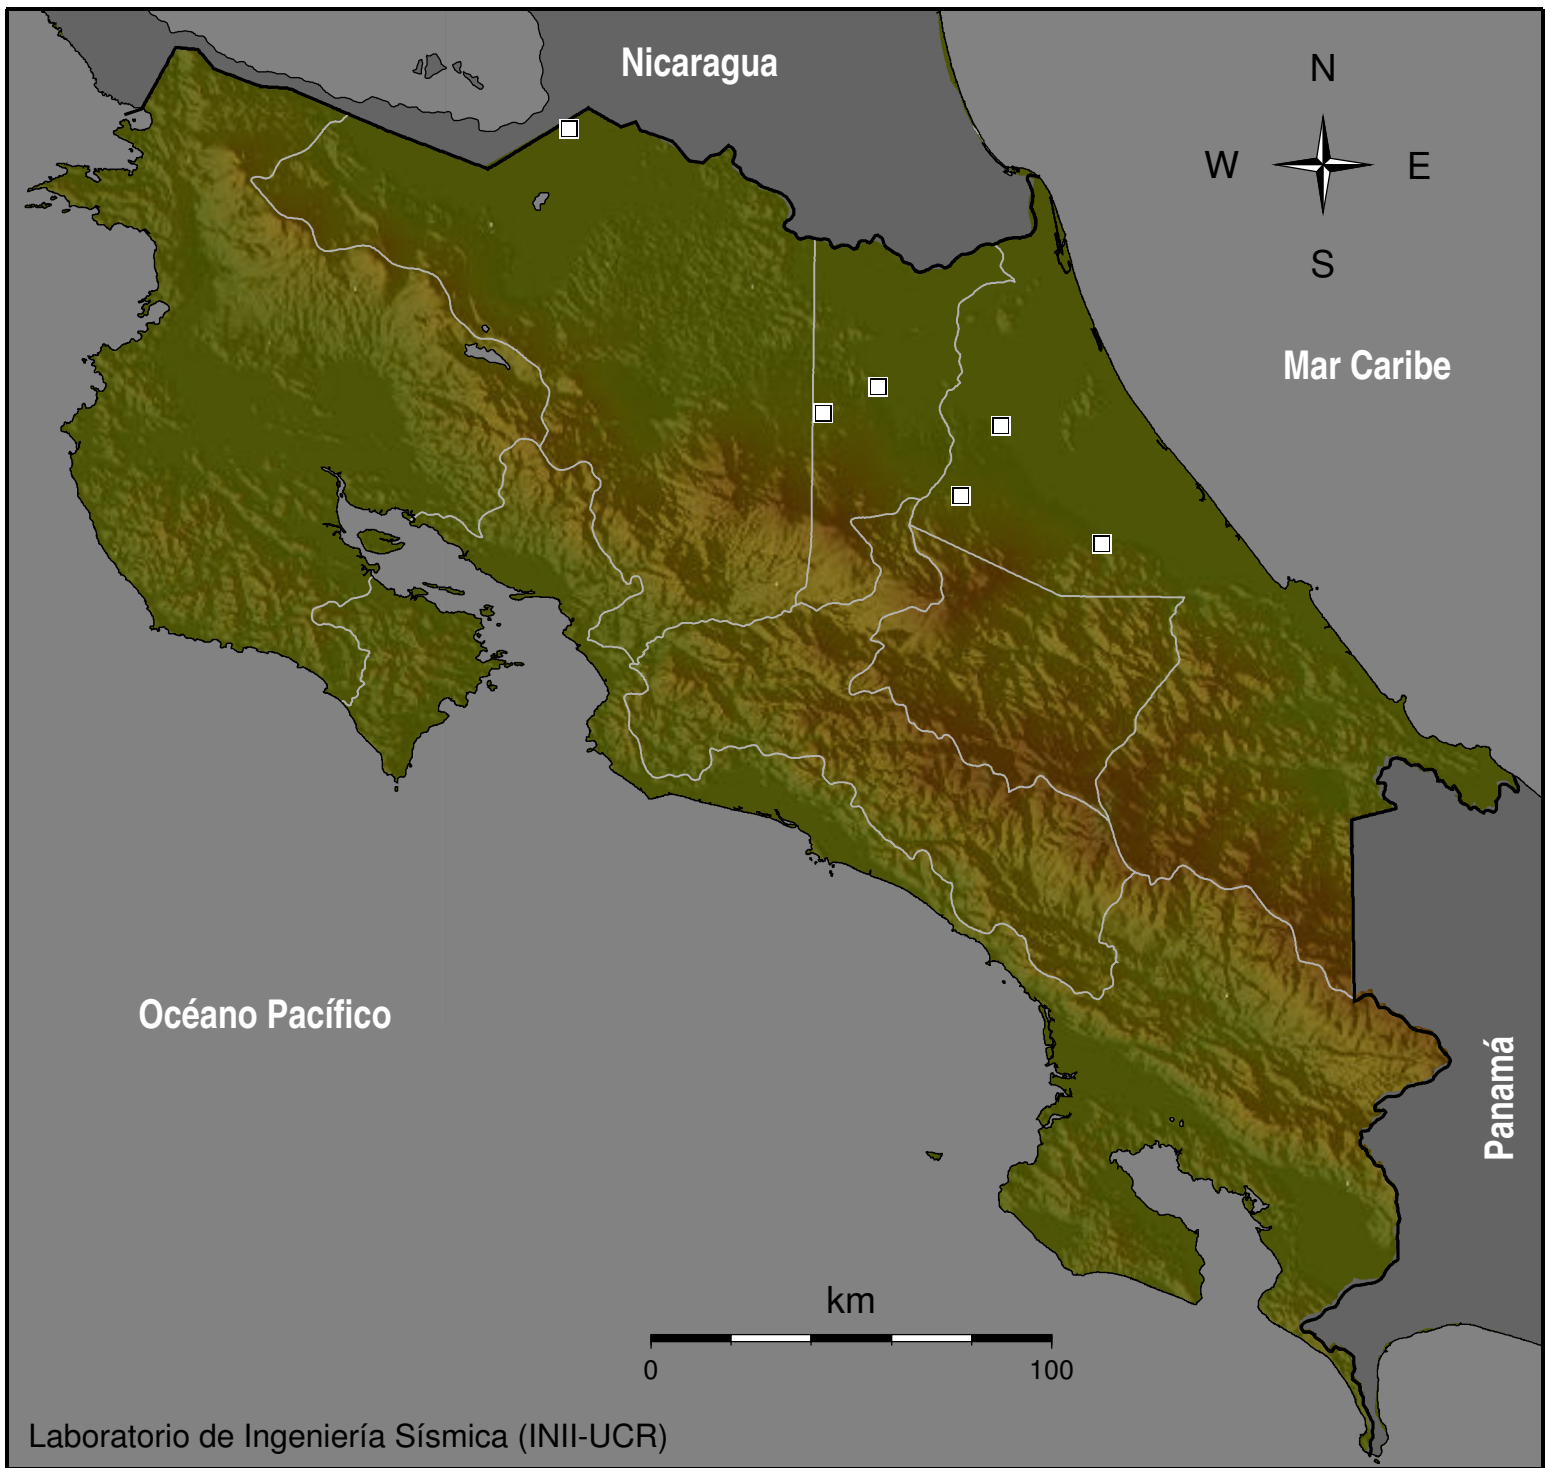 Nicaragua
N
W
E
S
Mar Caribe
Océano Pacífico
Panamá
km
0
100
Laboratorio de Ingeniería Sísmica (INII-UCR)